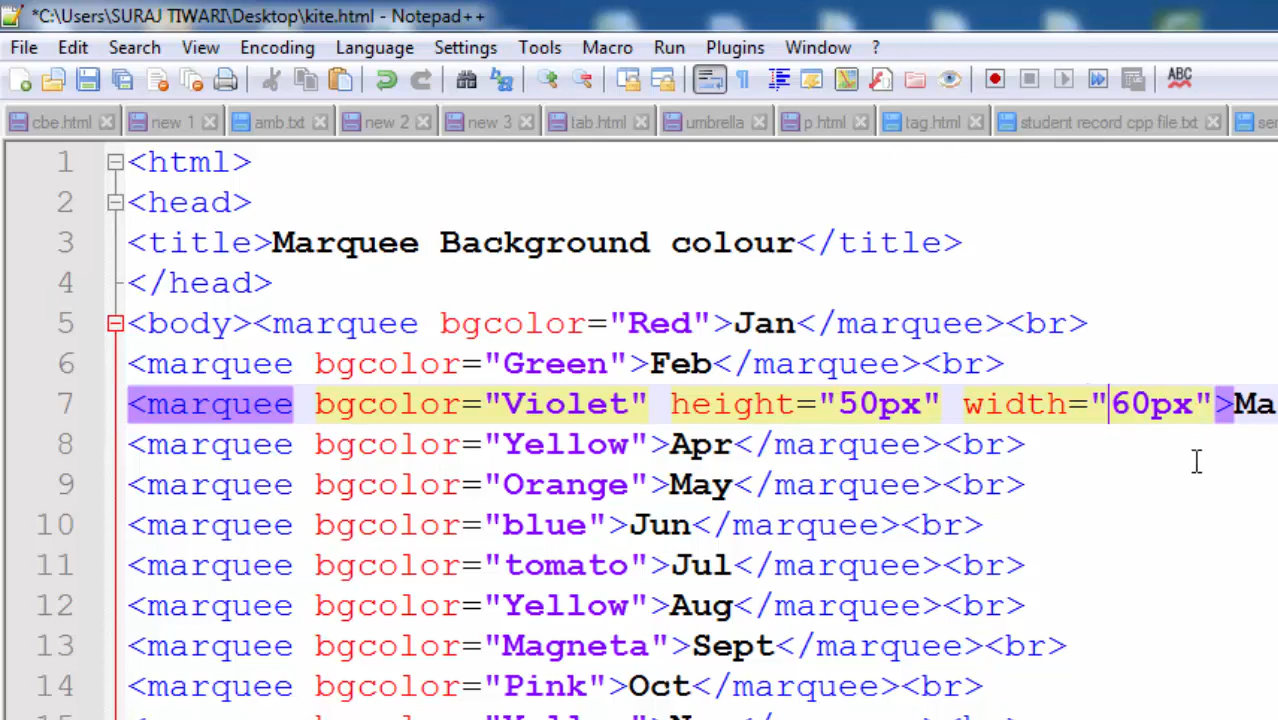 *C:\Users\SURAJ TIWARI\Desktop\kite.html - Notepad++
File Edit Search View Encoding Language Settings Tools Macro Run Plugins Window ?
ABC
cbe.html new 1 amb.txt new 2 new 3 tab.html umbrella p.html tag.html student record cpp file.txt
1 <html>
2 <head>
3 <title>Marquee Background colour</title>
4 </head>
5 <body><marquee bgcolor="Red">Jan</marquee><br>
6 <marquee bgcolor="Green">Feb</marquee><br>
7 <marquee bgcolor="Violet" height="50px" width="60px">Ma
8 <marquee bgcolor="Yellow">Apr</marquee><br>
9 <marquee bgcolor="Orange">May</marquee><br>
10 <marquee bgcolor="blue">Jun</marquee><br>
11 <marquee bgcolor="tomato">Jul</marquee><br>
12 <marquee bgcolor="Yellow">Aug</marquee><br>
13 <marquee bgcolor="Magneta">Sept</marquee><br>
14 <marquee bgcolor="Pink">Oct</marquee><br>